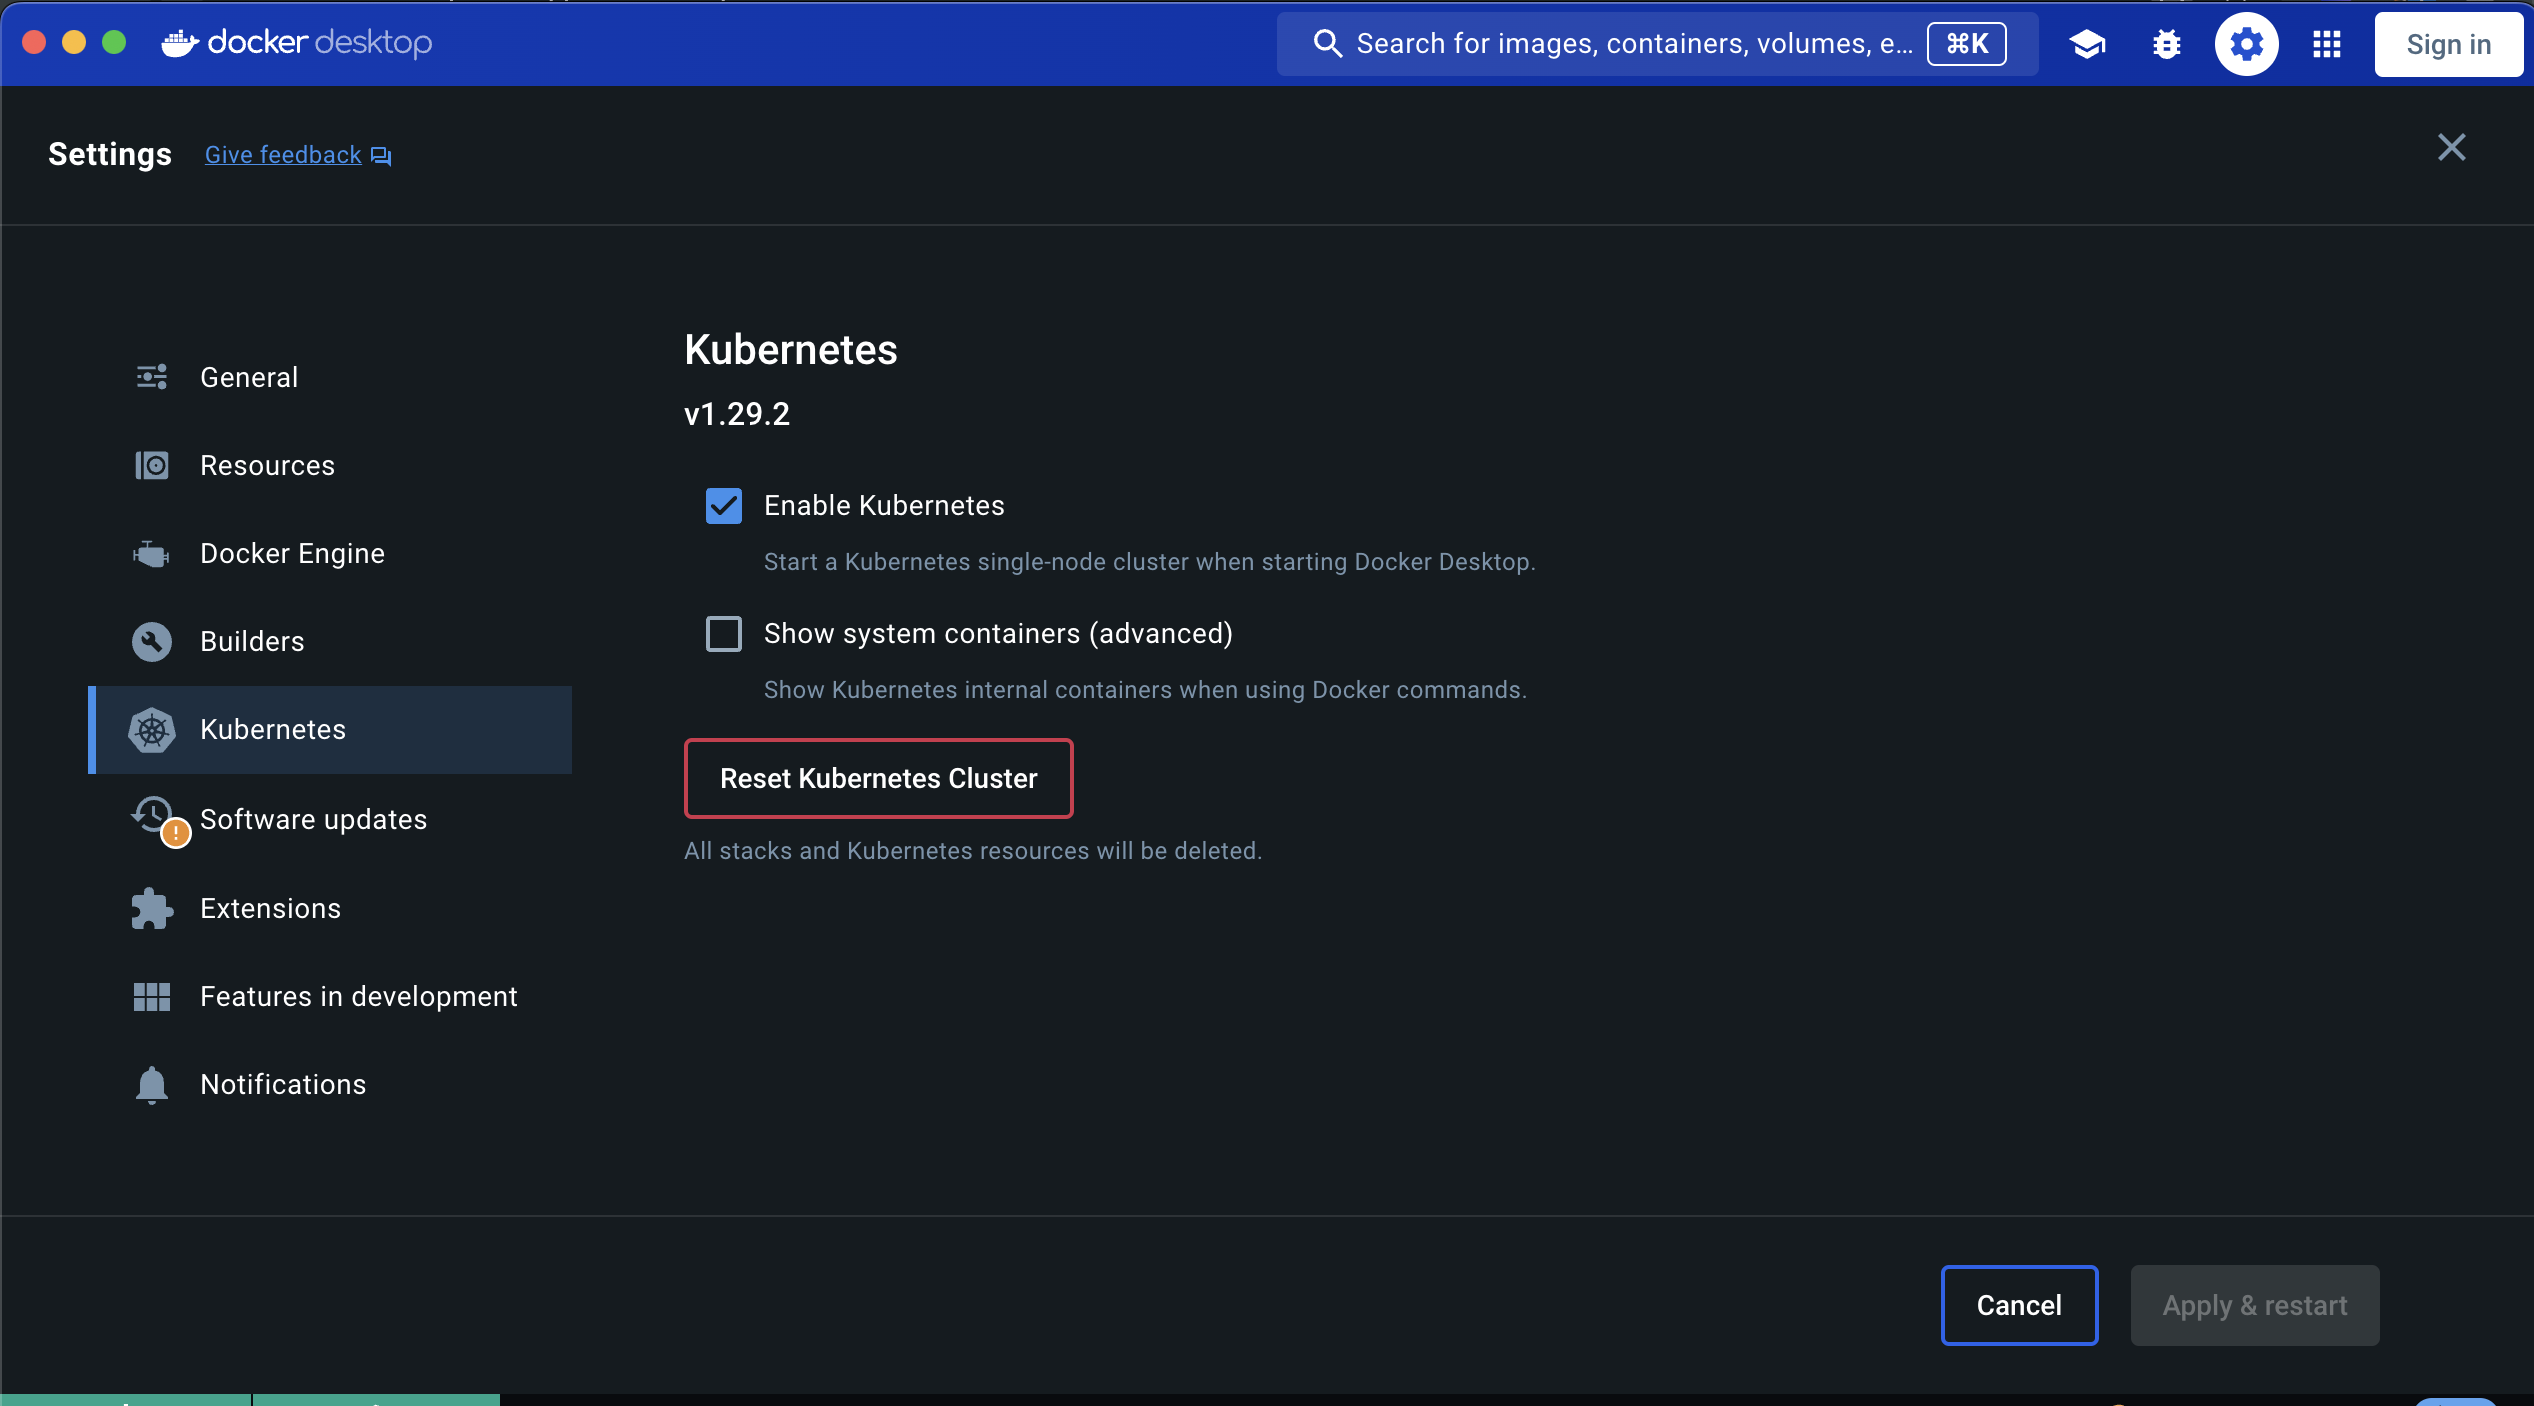 docker desktop
Search for images, containers, volumes, e...
⌘K
Sign in
Settings
Give feedback
General
Resources
Docker Engine
Builders
Kubernetes
Software updates
Extensions
Features in development
Notifications
Kubernetes
v1.29.2
Enable Kubernetes
Start a Kubernetes single-node cluster when starting Docker Desktop.
Show system containers (advanced)
Show Kubernetes internal containers when using Docker commands.
Reset Kubernetes Cluster
All stacks and Kubernetes resources will be deleted.
Cancel
Apply & restart